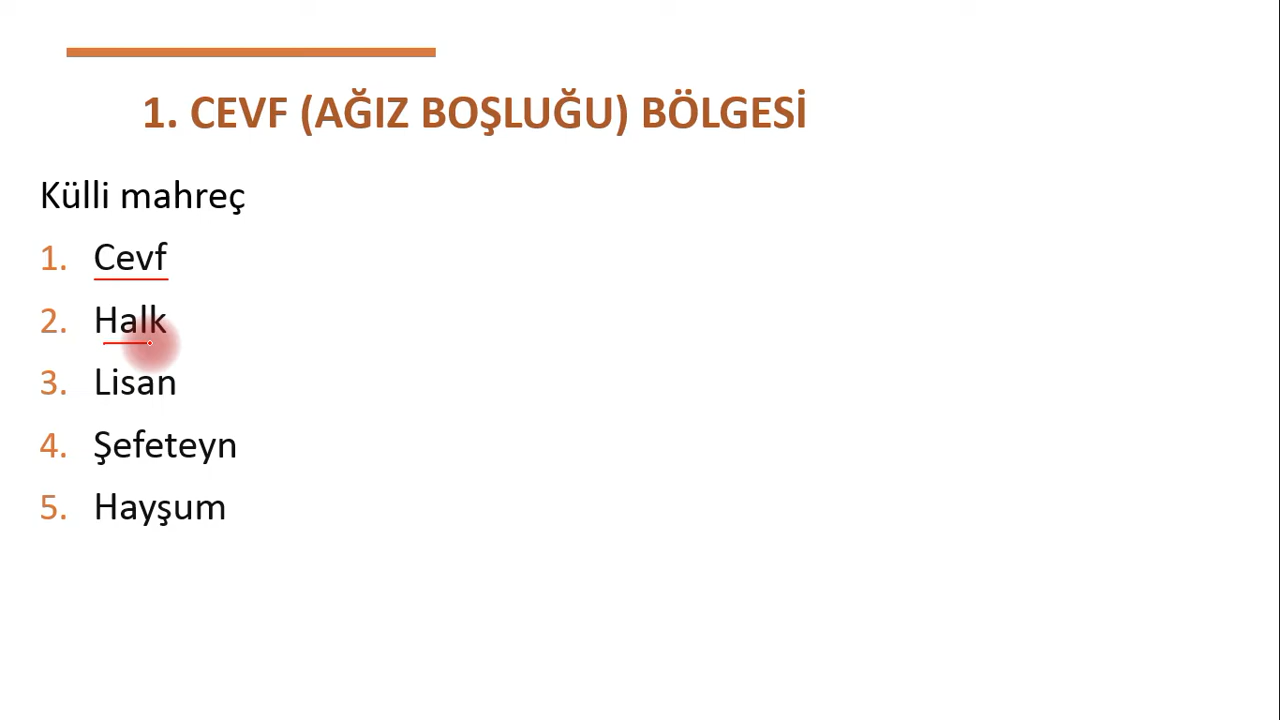 1. CEVF (AĞIZ BOŞLUĞU) BÖLGESİ
Külli mahreç
1. Cevf
2. Halk
3. Lisan
4. Şefeteyn
5. Hayşum